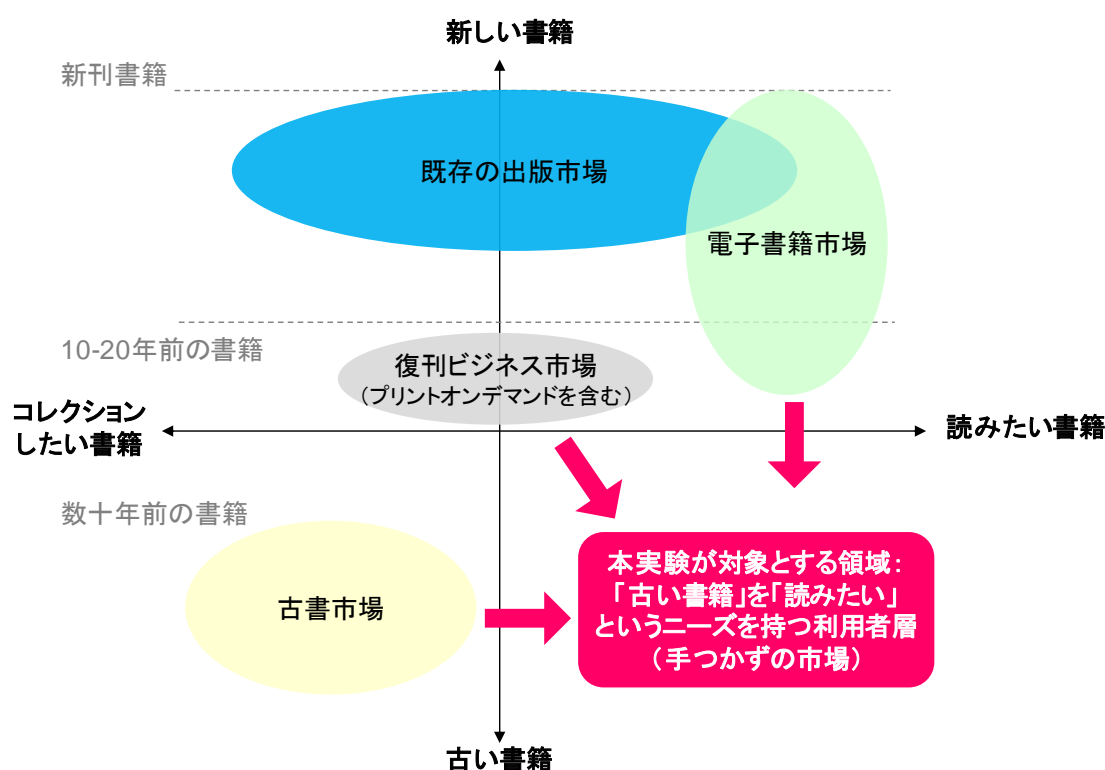 新しい書籍
新刊書籍
既存の出版市場
電子書籍市場
10-20年前の書籍
復刊ビジネス市場
（プリントオンデマンドを含む）
コレクション
したい書籍
読みたい書籍
数十年前の書籍
古書市場
本実験が対象とする領域：
「古い書籍」を「読みたい」
というニーズを持つ利用者層
（手つかずの市場）
古い書籍